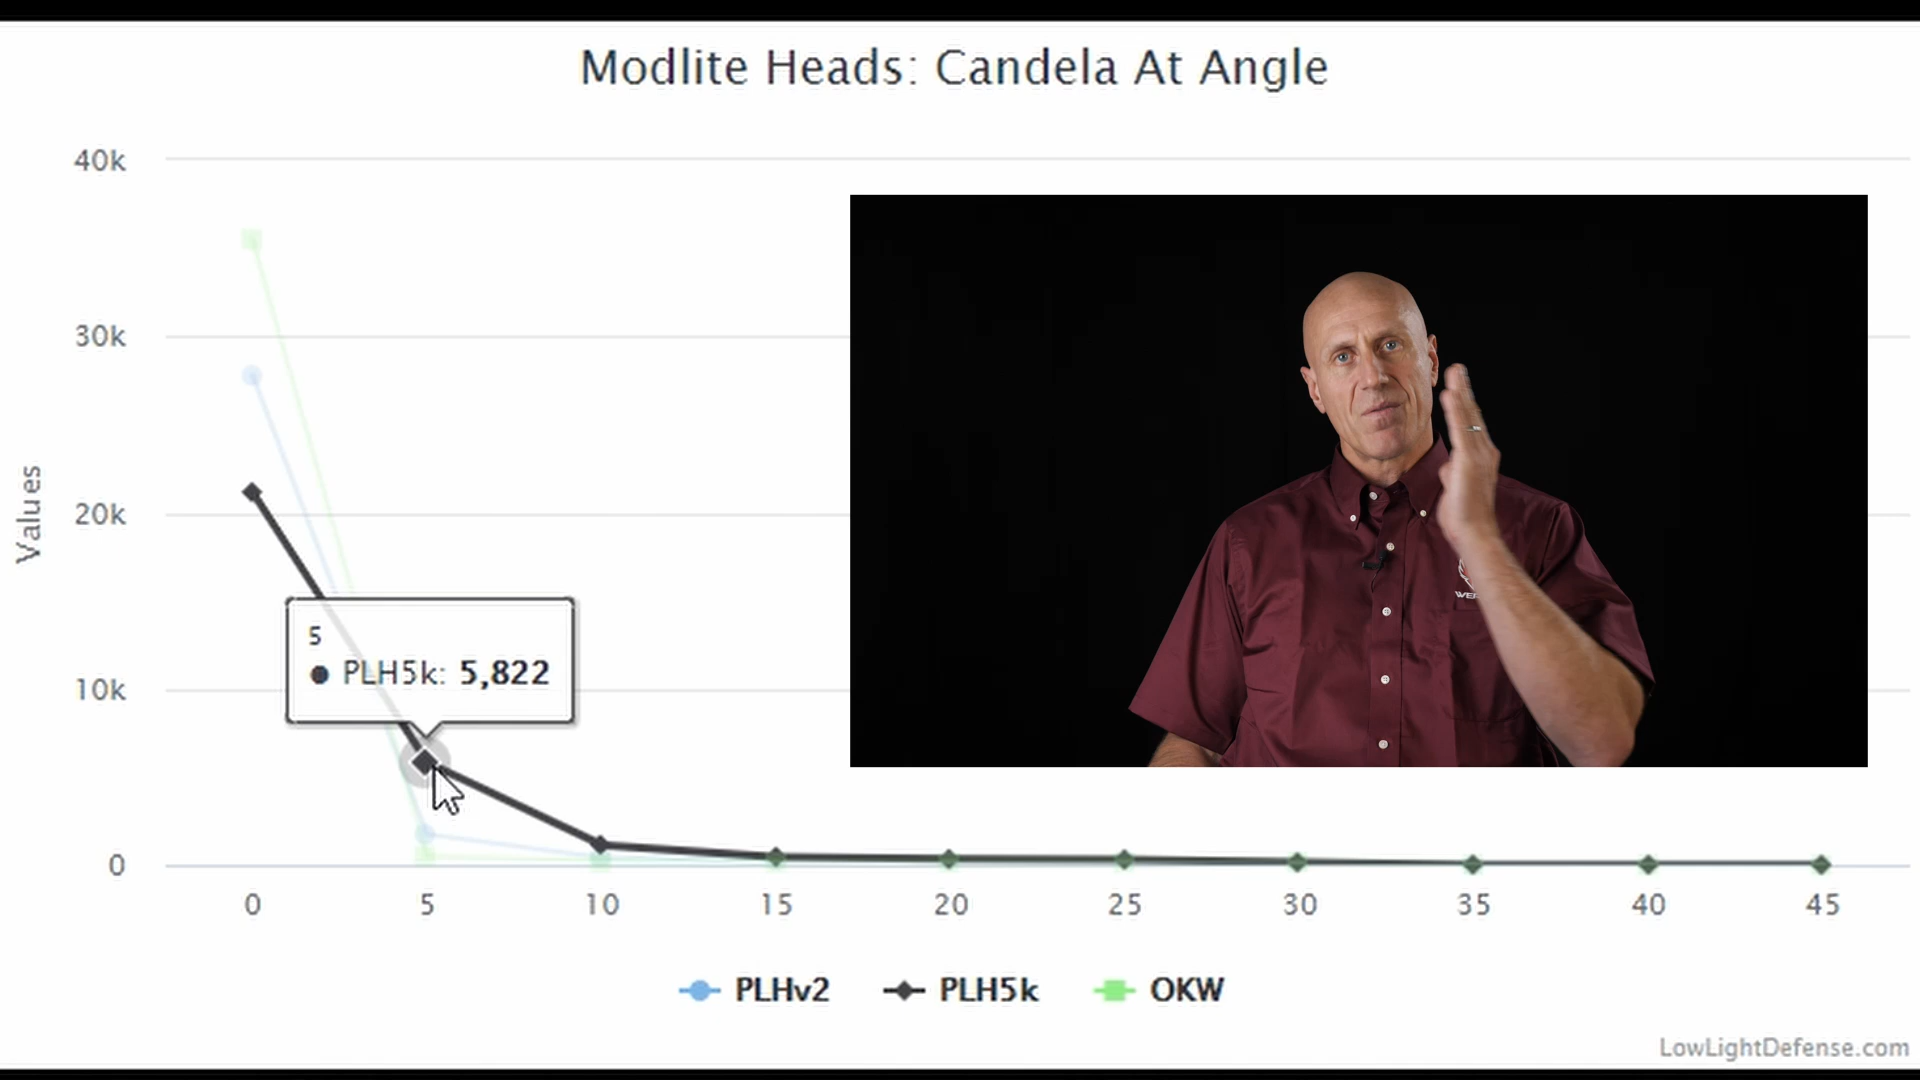 Modlite Heads: Candela At Angle
40k
30k
20k
10k
0
Values
5
PLH5k: 5,822
0 5 10 15 20 25 30 35 40 45
PLHv2 PLH5k OKW
LowLightDefense.com